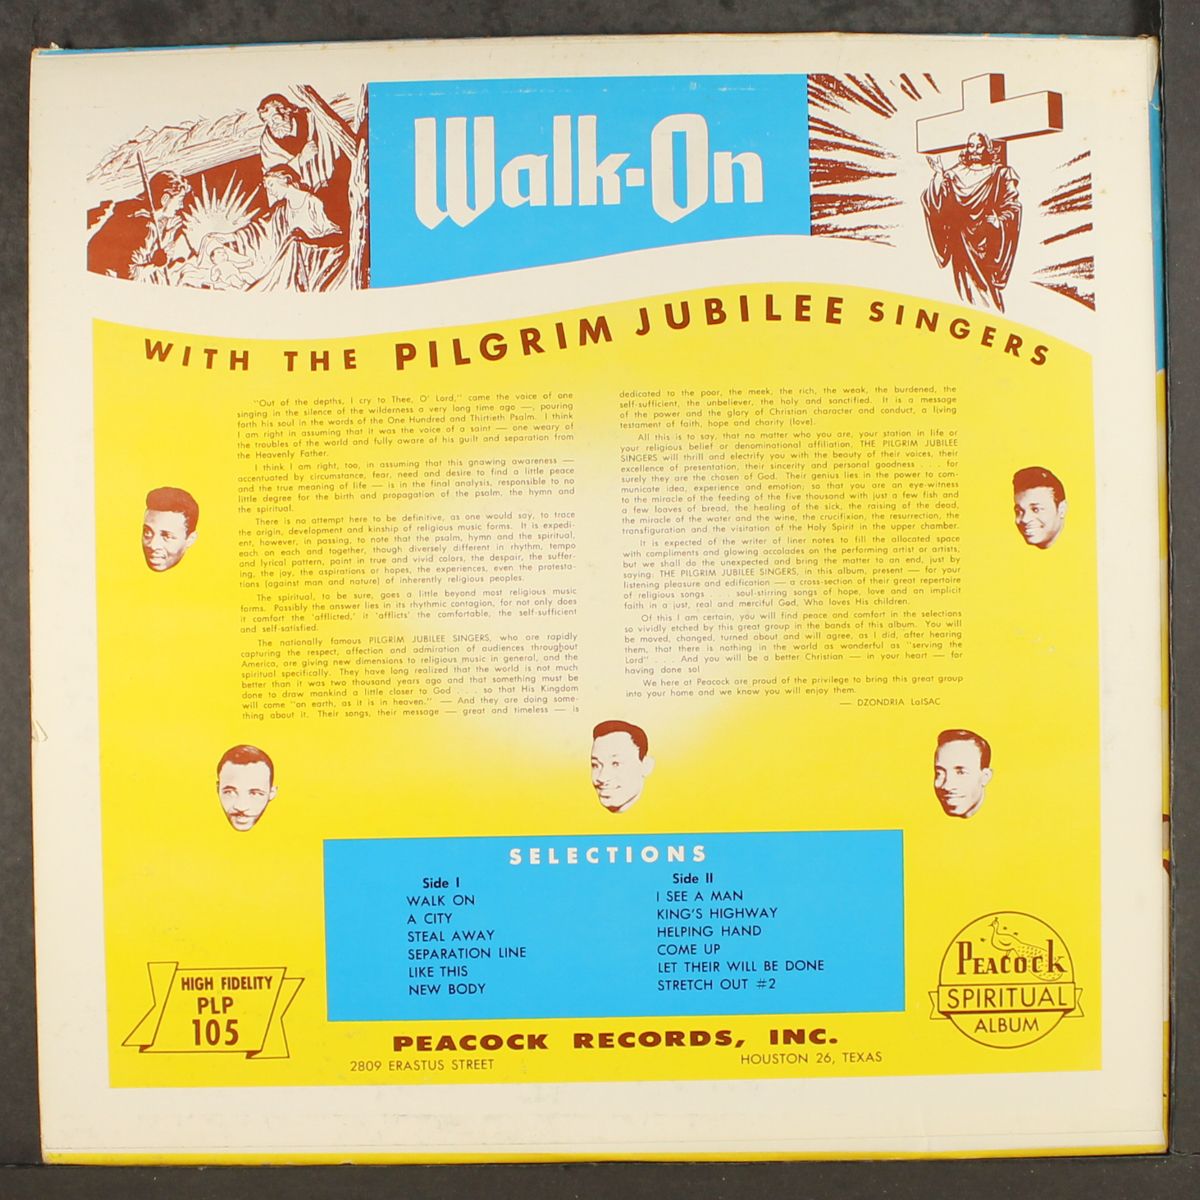 Walk-On
WITH THE PILGRIM JUBILEE SINGERS
"Out of the depths, I cry to Thee, O' Lord," came the voice of one
singing in the silence of the wilderness a very long time ago —, pouring
forth his soul in the words of the One Hundred and Thirtieth Psalm. I think
I am right in assuming that it was the voice of a saint — one weary of
the troubles of the world and fully aware of his guilt and separation from
the Heavenly Father.
I think I am right, too, in assuming that this gnawing awareness —
accentuated by circumstance, fear, need and desire to find a little peace
and the true meaning of life — is in the final analysis, responsible to no
little degree for the birth and propagation of the psalm, the hymn and
the spiritual.
There is no attempt here to be definitive, as one would say, to trace
the origin, development and kinship of religious music forms. It is expedi-
ent, however, in passing, to note that the psalm, hymn and the spiritual,
each on each and together, though diversely different in rhythm, tempo
and lyrical pattern, paint in true and vivid colors, the despair, the suffer-
ing, the joy, the aspirations or hopes, the experiences, even the protesta-
tions (against man and nature) of inherently religious peoples.
The spiritual, to be sure, goes a little beyond most religious music
forms. Possibly the answer lies in its rhythmic contagion, for not only does
it comfort the 'afflicted,' it 'afflicts' the comfortable, the self-sufficient
and self-satisfied.
The nationally famous PILGRIM JUBILEE SINGERS, who are rapidly
capturing the respect, affection and admiration of audiences throughout
America, are giving new dimensions to religious music in general, and the
spiritual specifically. They have long realized that the world is not much
better than it was two thousand years ago and that something must be
done to draw mankind a little closer to God . . . so that His Kingdom
will come "on earth, as it is in heaven." — And they are doing some-
thing about it. Their songs, their message — great and timeless — is
dedicated to the poor, the meek, the rich, the weak, the burdened, the
self-sufficient, the unbeliever, the holy and sanctified. It is a message
of the power and the glory of Christian character and conduct, a living
testament of faith, hope and charity (love).
All this is to say, that no matter who you are, your station in life or
your religious belief or denominational affiliation, THE PILGRIM JUBILEE
SINGERS will thrill and electrify you with the beauty of their voices, their
excellence of presentation, their sincerity and personal goodness . . . for
surely they are the chosen of God. Their genius lies in the power to com-
municate idea, experience and emotion; so that you are an eye-witness
to the miracle of the feeding of the five thousand with just a few fish and
a few loaves of bread, the healing of the sick, the raising of the dead,
the miracle of the water and the wine, the crucifixion, the resurrection, the
transfiguration and the visitation of the Holy Spirit in the upper chamber.
It is expected of the writer of liner notes to fill the allocated space
with compliments and glowing accolades on the performing artist or artists,
but we shall do the unexpected and bring the matter to an end, just by
saying: THE PILGRIM JUBILEE SINGERS, in this album, present — for your
listening pleasure and edification — a cross-section of their great repertoire
of religious songs . . . soul-stirring songs of hope, love and an implicit
faith in a just, real and merciful God, Who loves His children.
Of this I am certain, you will find peace and comfort in the selections
so vividly etched by this great group in the bands of this album. You will
be moved, changed, turned about and will agree, as I did, after hearing
them, that there is nothing in the world as wonderful as "serving the
Lord" . . . And you will be a better Christian — in your heart — for
having done so!
We here at Peacock are proud of the privilege to bring this great group
into your home and we know you will enjoy them.
— DZONDRIA LaISAC
SELECTIONS
Side I
WALK ON
A CITY
STEAL AWAY
SEPARATION LINE
LIKE THIS
NEW BODY
Side II
I SEE A MAN
KING'S HIGHWAY
HELPING HAND
COME UP
LET THEIR WILL BE DONE
STRETCH OUT #2
HIGH FIDELITY
PLP
105
PEACOCK
SPIRITUAL
ALBUM
PEACOCK RECORDS, INC.
2809 ERASTUS STREET HOUSTON 26, TEXAS